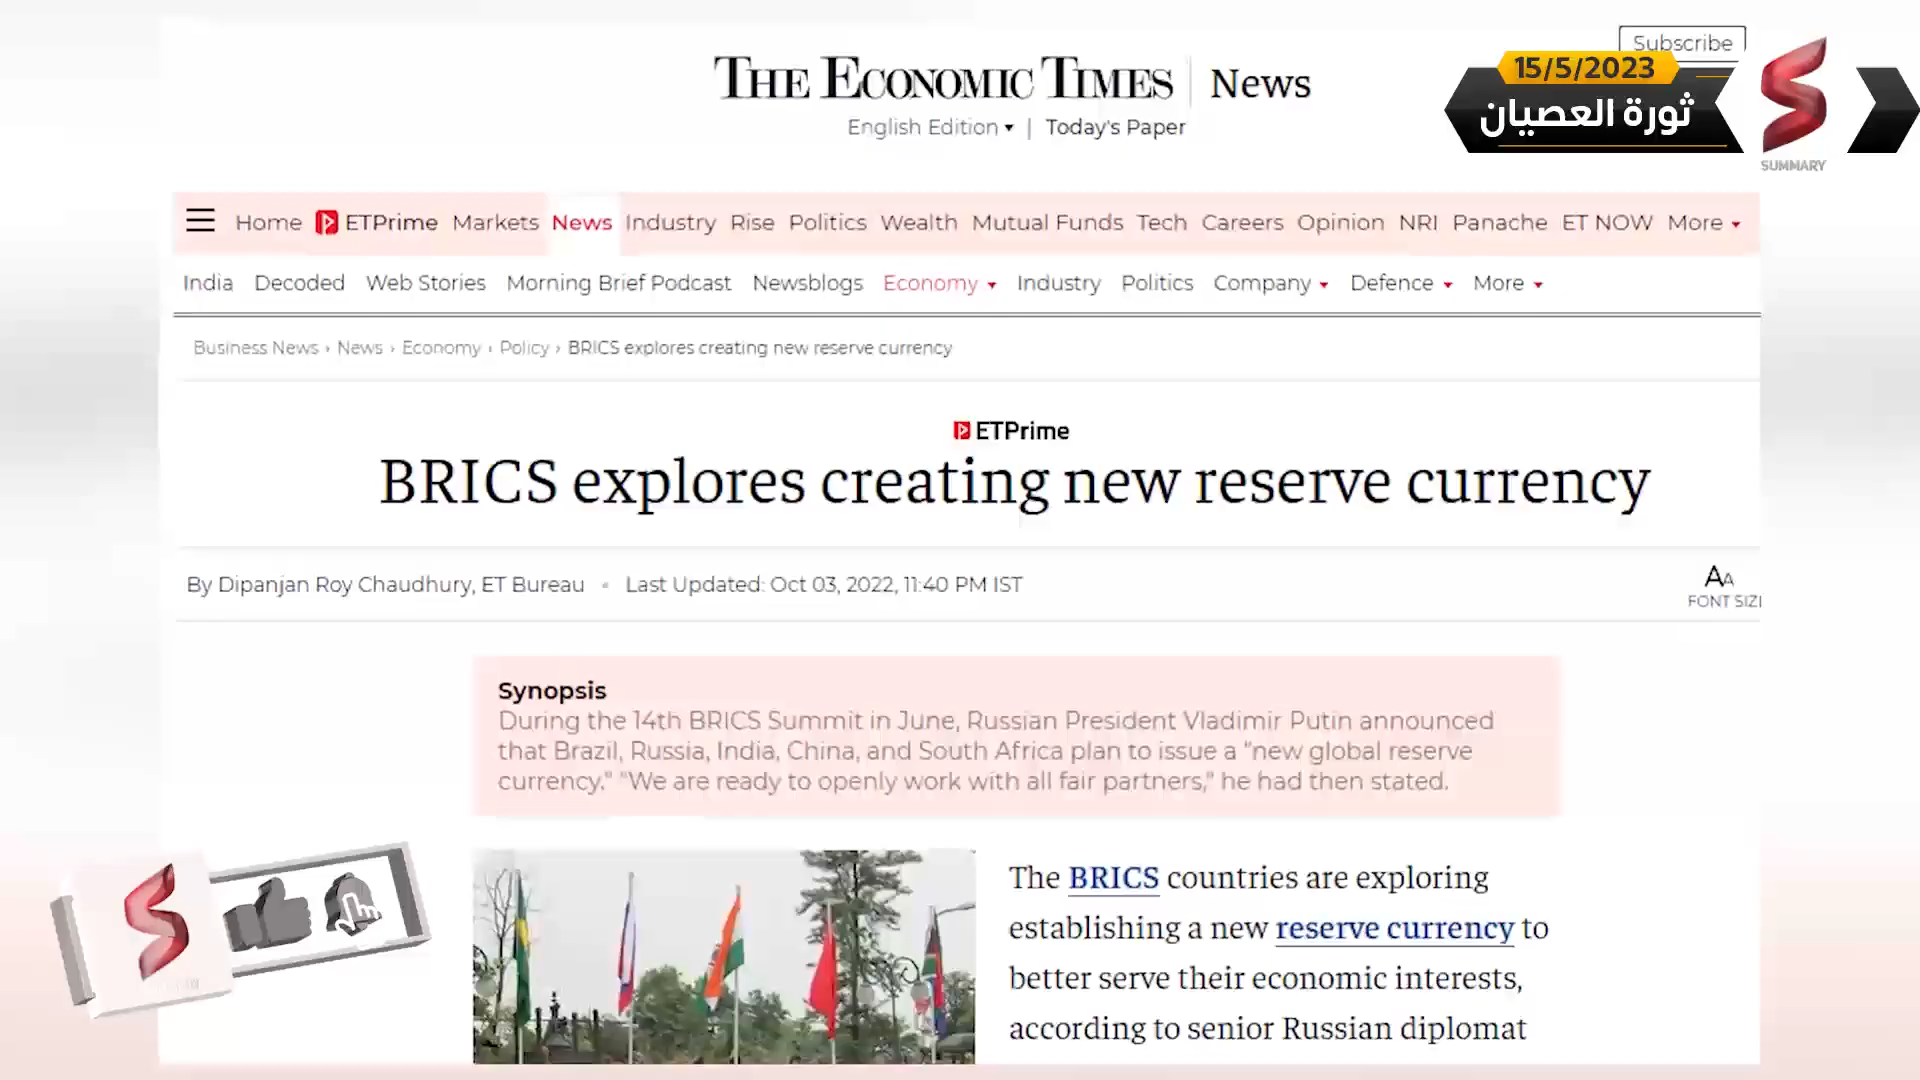 Subscribe
THE ECONOMIC TIMES | News
English Edition | Today's Paper
15/5/2023
ثورة العصيان
SUMMARY
Home ETPrime Markets News Industry Rise Politics Wealth Mutual Funds Tech Careers Opinion NRI Panache ET NOW More
India Decoded Web Stories Morning Brief Podcast Newsblogs Economy Industry Politics Company Defence More
Business News › News › Economy › Policy › BRICS explores creating new reserve currency
ETPrime
BRICS explores creating new reserve currency
By Dipanjan Roy Chaudhury, ET Bureau • Last Updated: Oct 03, 2022, 11:40 PM IST
AA
FONT SIZE
Synopsis
During the 14th BRICS Summit in June, Russian President Vladimir Putin announced
that Brazil, Russia, India, China, and South Africa plan to issue a "new global reserve
currency." "We are ready to openly work with all fair partners," he had then stated.
The BRICS countries are exploring
establishing a new reserve currency to
better serve their economic interests,
according to senior Russian diplomat